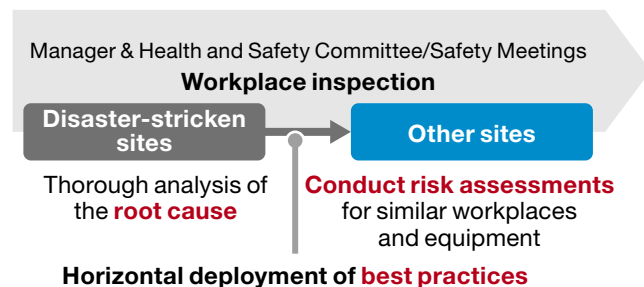 Manager & Health and Safety Committee/Safety Meetings
Workplace inspection
Disaster-stricken
sites
Other sites
Thorough analysis of
the root cause
Conduct risk assessments
for similar workplaces
and equipment
Horizontal deployment of best practices